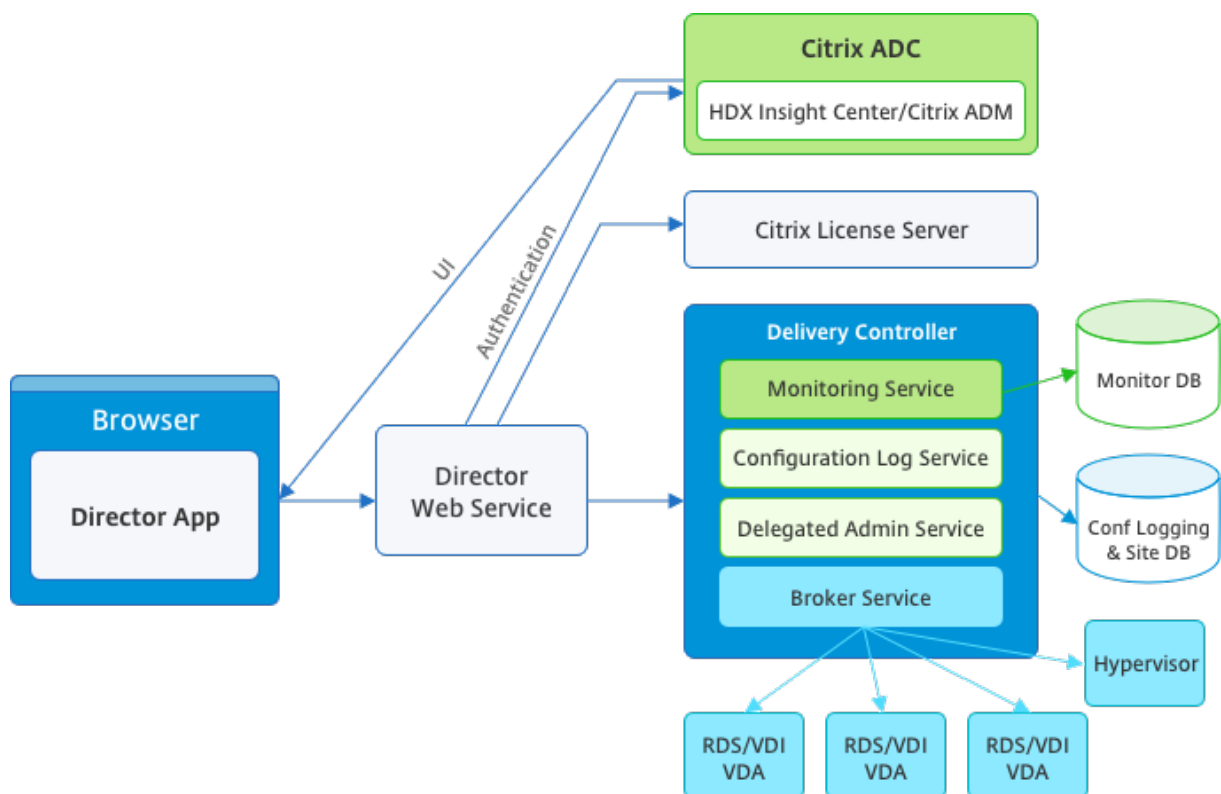 Citrix ADC
HDX Insight Center/Citrix ADM
UI
Authentication
Citrix License Server
Delivery Controller
Monitoring Service
Configuration Log Service
Delegated Admin Service
Broker Service
Monitor DB
Conf Logging
& Site DB
Browser
Director App
Director
Web Service
Hypervisor
RDS/VDI
VDA
RDS/VDI
VDA
RDS/VDI
VDA